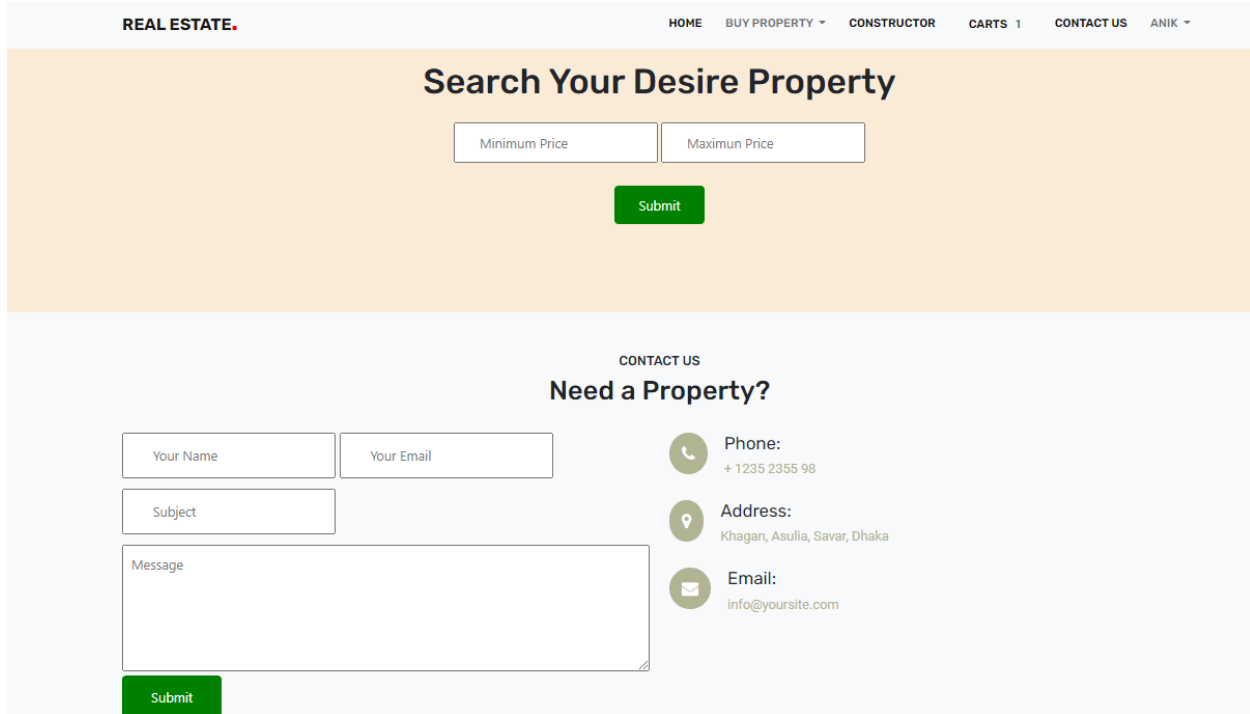 REAL ESTATE.
HOME BUY PROPERTY CONSTRUCTOR CARTS 1 CONTACT US ANIK
Search Your Desire Property
Minimum Price Maximun Price
Submit
CONTACT US
Need a Property?
Your Name Your Email
Subject
Message
Submit
Phone:
+ 1235 2355 98
Address:
Khagan, Asulia, Savar, Dhaka
Email:
info@yoursite.com